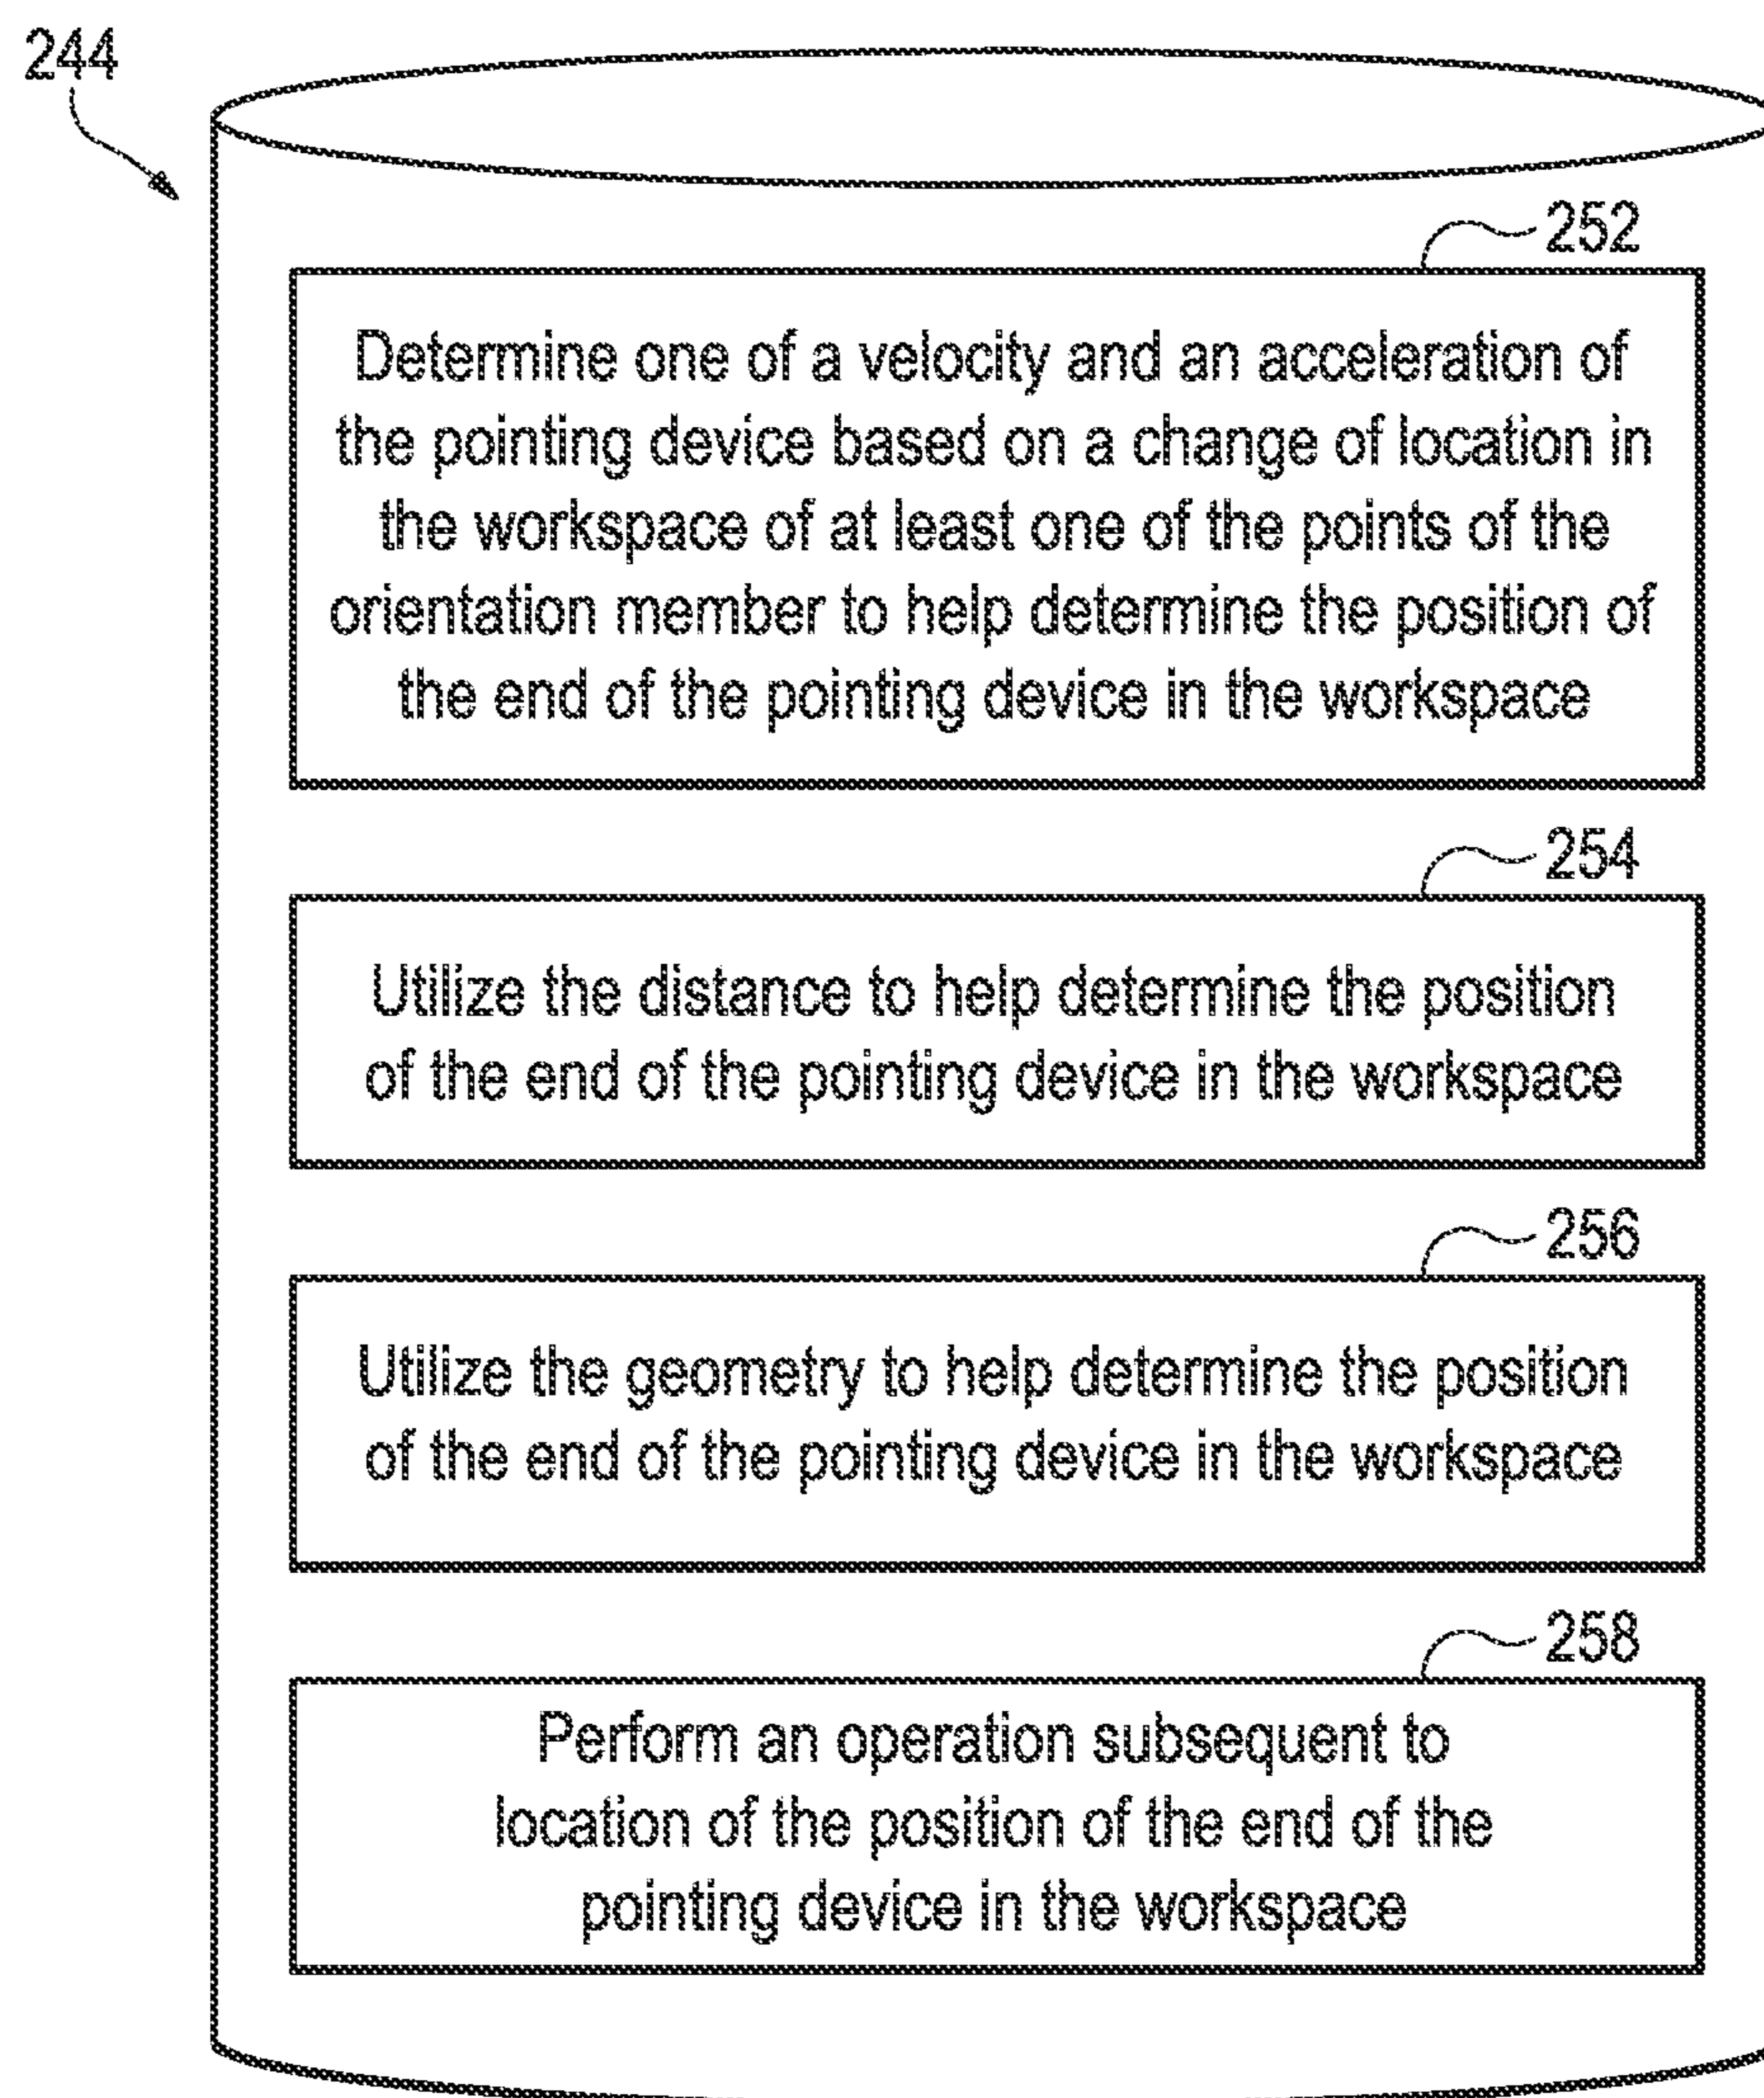 244
252
Determine one of a velocity and an acceleration of
the pointing device based on a change of location in
the workspace of at least one of the points of the
orientation member to help determine the position of
the end of the pointing device in the workspace
254
Utilize the distance to help determine the position
of the end of the pointing device in the workspace
256
Utilize the geometry to help determine the position
of the end of the pointing device in the workspace
258
Perform an operation subsequent to
location of the position of the end of the
pointing device in the workspace